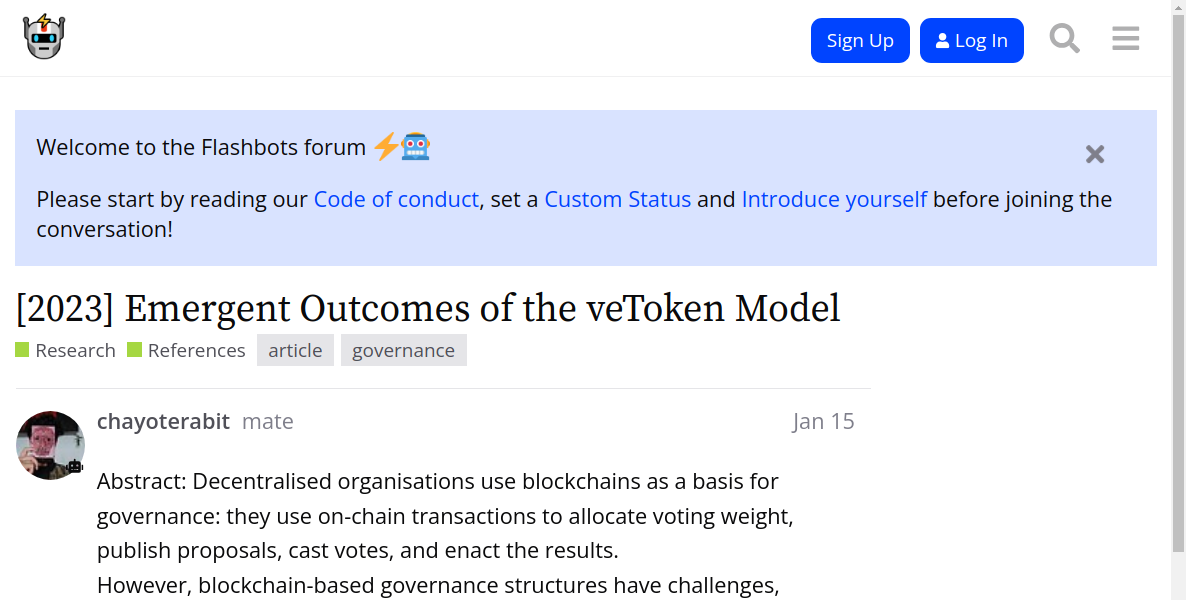 Sign Up
Log In
Welcome to the Flashbots forum
Please start by reading our Code of conduct, set a Custom Status and Introduce yourself before joining the
conversation!
[2023] Emergent Outcomes of the veToken Model
Research References article governance
chayoterabit mate Jan 15
Abstract: Decentralised organisations use blockchains as a basis for
governance: they use on-chain transactions to allocate voting weight,
publish proposals, cast votes, and enact the results.
However, blockchain-based governance structures have challenges,